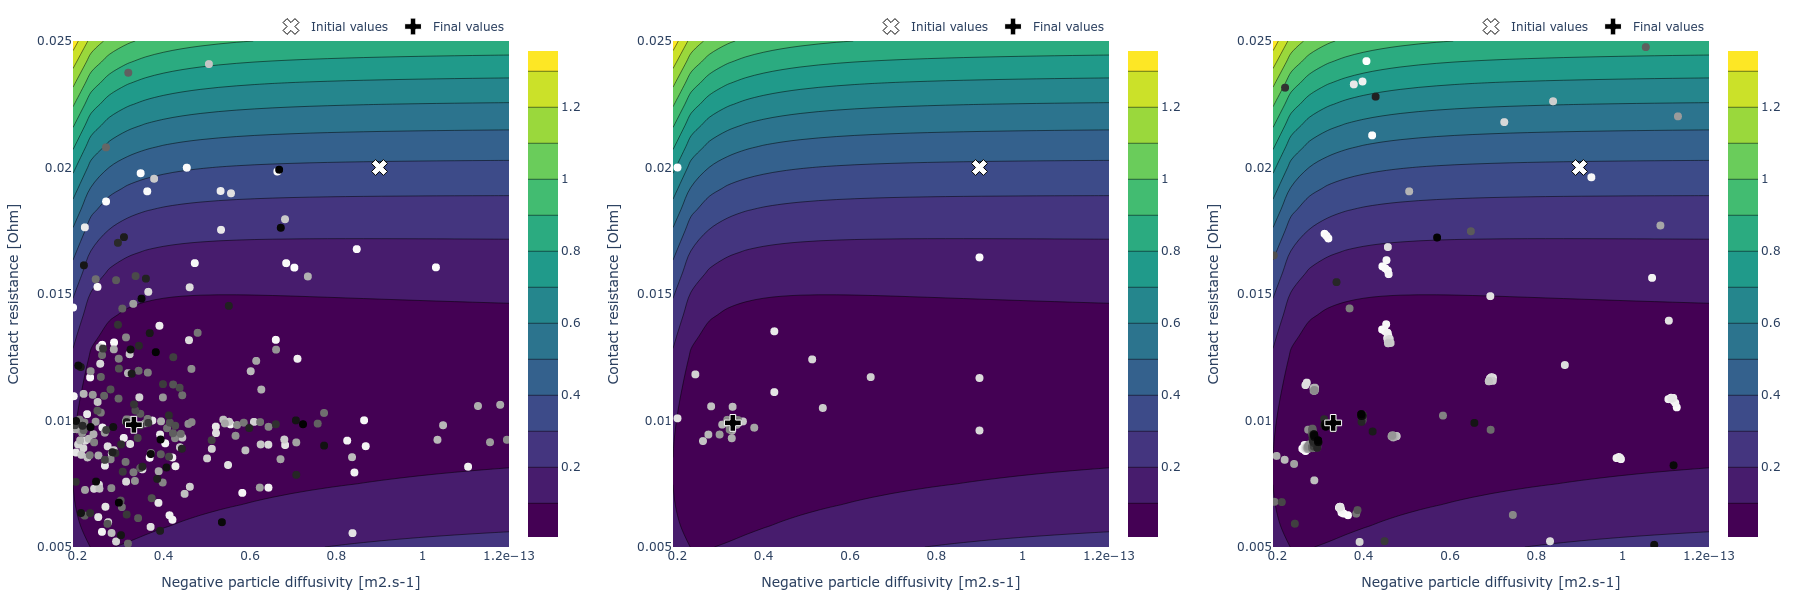 Initial values Final values
0.025
0.02
0.015
0.01
0.005
Contact resistance [Ohm]
0.2 0.4 0.6 0.8 1 1.2e−13
Negative particle diffusivity [m2.s-1]
1.2
1
0.8
0.6
0.4
0.2
Initial values Final values
0.025
0.02
0.015
0.01
0.005
Contact resistance [Ohm]
0.2 0.4 0.6 0.8 1 1.2e−13
Negative particle diffusivity [m2.s-1]
1.2
1
0.8
0.6
0.4
0.2
Initial values Final values
0.025
0.02
0.015
0.01
0.005
Contact resistance [Ohm]
0.2 0.4 0.6 0.8 1 1.2e−13
Negative particle diffusivity [m2.s-1]
1.2
1
0.8
0.6
0.4
0.2